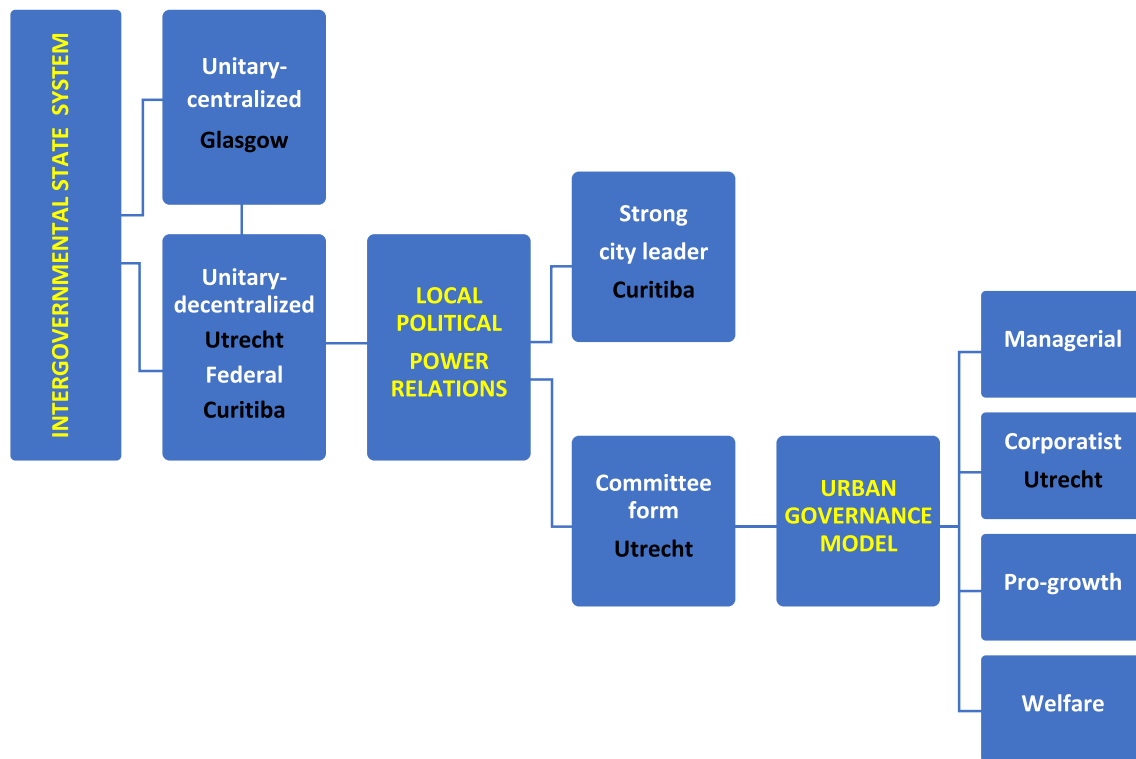 INTERGOVERNMENTAL STATE SYSTEM
Unitary-
centralized
Glasgow
Unitary-
decentralized
Utrecht
Federal
Curitiba
LOCAL
POLITICAL
POWER
RELATIONS
Strong
city leader
Curitiba
Committee
form
Utrecht
URBAN
GOVERNANCE
MODEL
Managerial
Corporatist
Utrecht
Pro-growth
Welfare